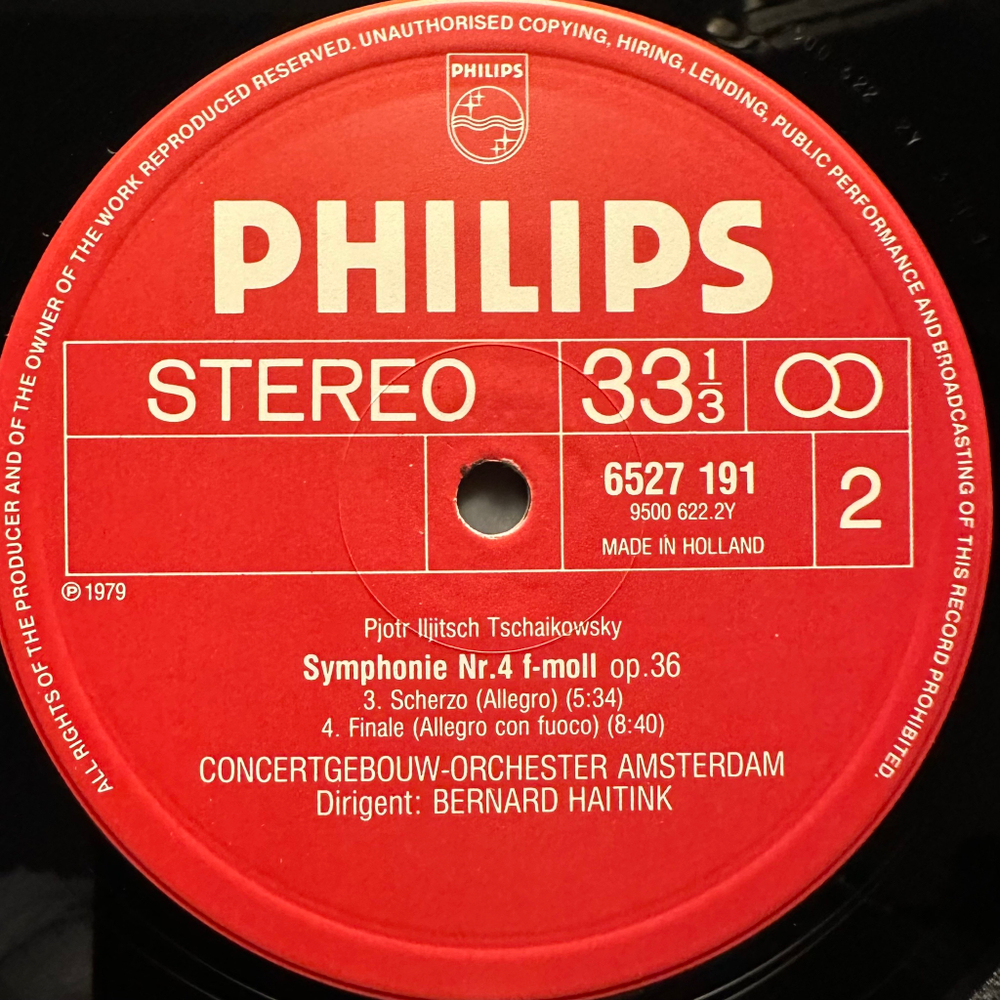 ALL RIGHTS OF THE PRODUCER AND OF THE OWNER OF THE WORK REPRODUCED RESERVED. UNAUTHORISED COPYING, HIRING, LENDING, PUBLIC PERFORMANCE AND BROADCASTING OF THIS RECORD PROHIBITED.
PHILIPS
PHILIPS
STEREO 33 1/3
6527 191 2
9500 622.2Y
MADE IN HOLLAND
℗ 1979
Pjotr Iljitsch Tschaikowsky
Symphonie Nr.4 f-moll op.36
3. Scherzo (Allegro) (5:34)
4. Finale (Allegro con fuoco) (8:40)
CONCERTGEBOUW-ORCHESTER AMSTERDAM
Dirigent: BERNARD HAITINK